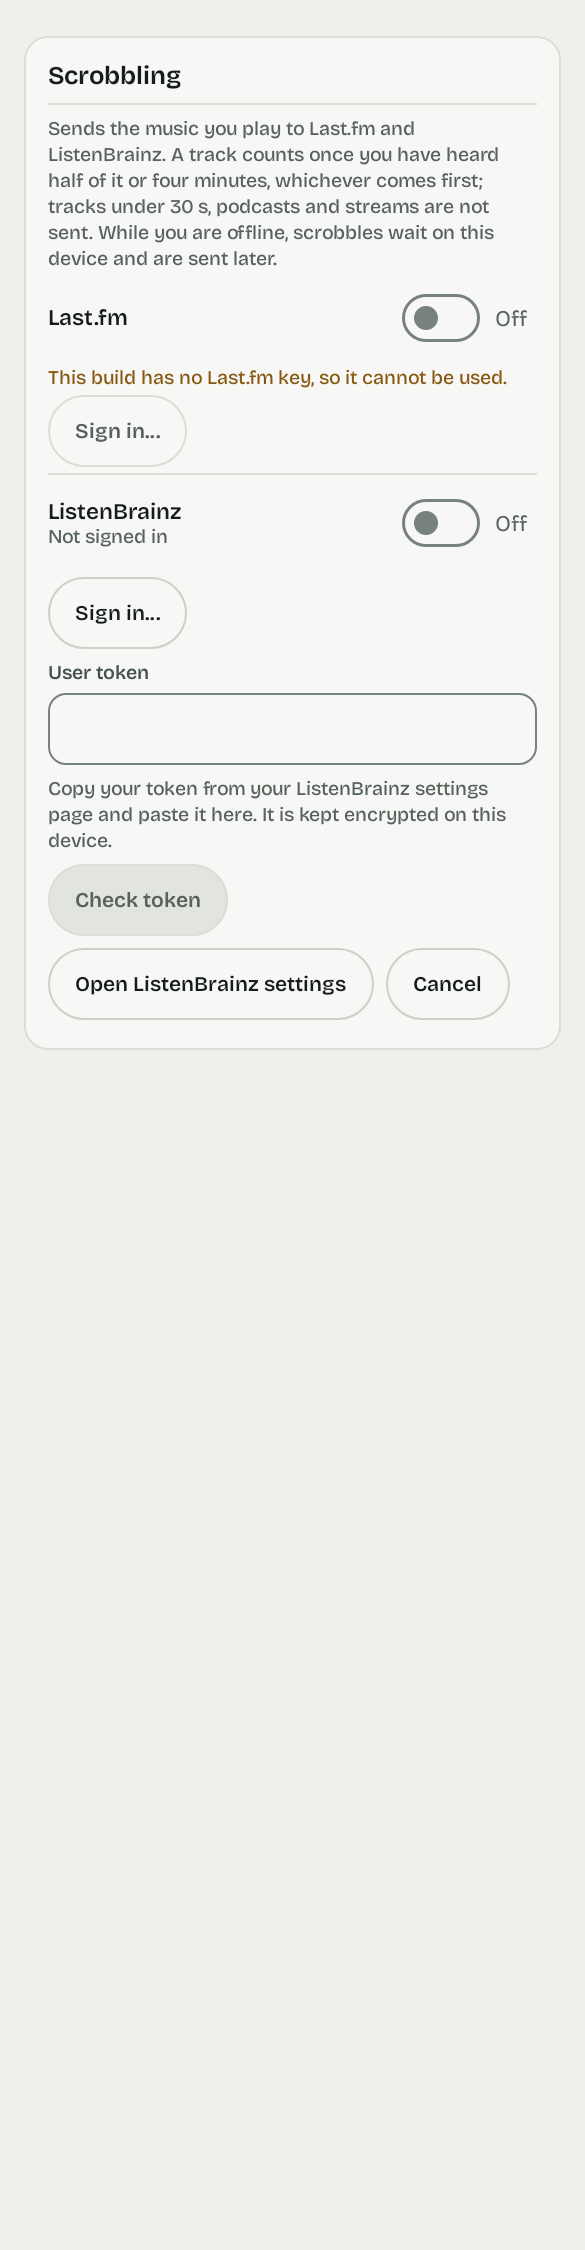 Scrobbling
Sends the music you play to Last.fm and
ListenBrainz. A track counts once you have heard
half of it or four minutes, whichever comes first;
tracks under 30 s, podcasts and streams are not
sent. While you are offline, scrobbles wait on this
device and are sent later.
Last.fm
Off
This build has no Last.fm key, so it cannot be used.
Sign in...
ListenBrainz
Off
Not signed in
Sign in...
User token
Copy your token from your ListenBrainz settings
page and paste it here. It is kept encrypted on this
device.
Check token
Open ListenBrainz settings
Cancel